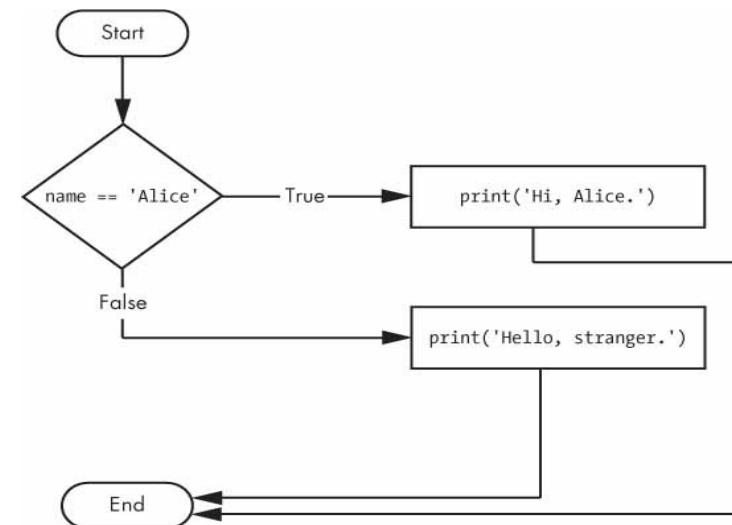 Start
name == 'Alice'
True
print('Hi, Alice.')
False
print('Hello, stranger.')
End